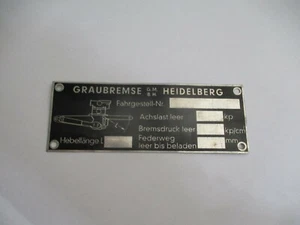 GRAUBREMSE G.M.B.H. HEIDELBERG
Fahrgestell-Nr.
Achslast leer kp
Bremsdruck leer kp/cm
Hebellänge L Federweg
leer bis beladen mm